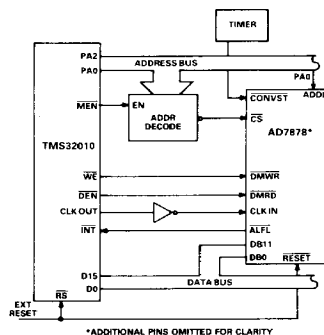 TIMER
PA2
ADDRESS BUS
PA0
PA0
ADDR
MEN
EN
ADDR
DECODE
CONVST
CS
TMS32010
AD7878*
WE
DMWR
DEN
DMRD
CLK OUT
CLK IN
INT
ALFL
DB11
DB0
RESET
D15
D0
DATA BUS
EXT
RESET
RS
*ADDITIONAL PINS OMITTED FOR CLARITY